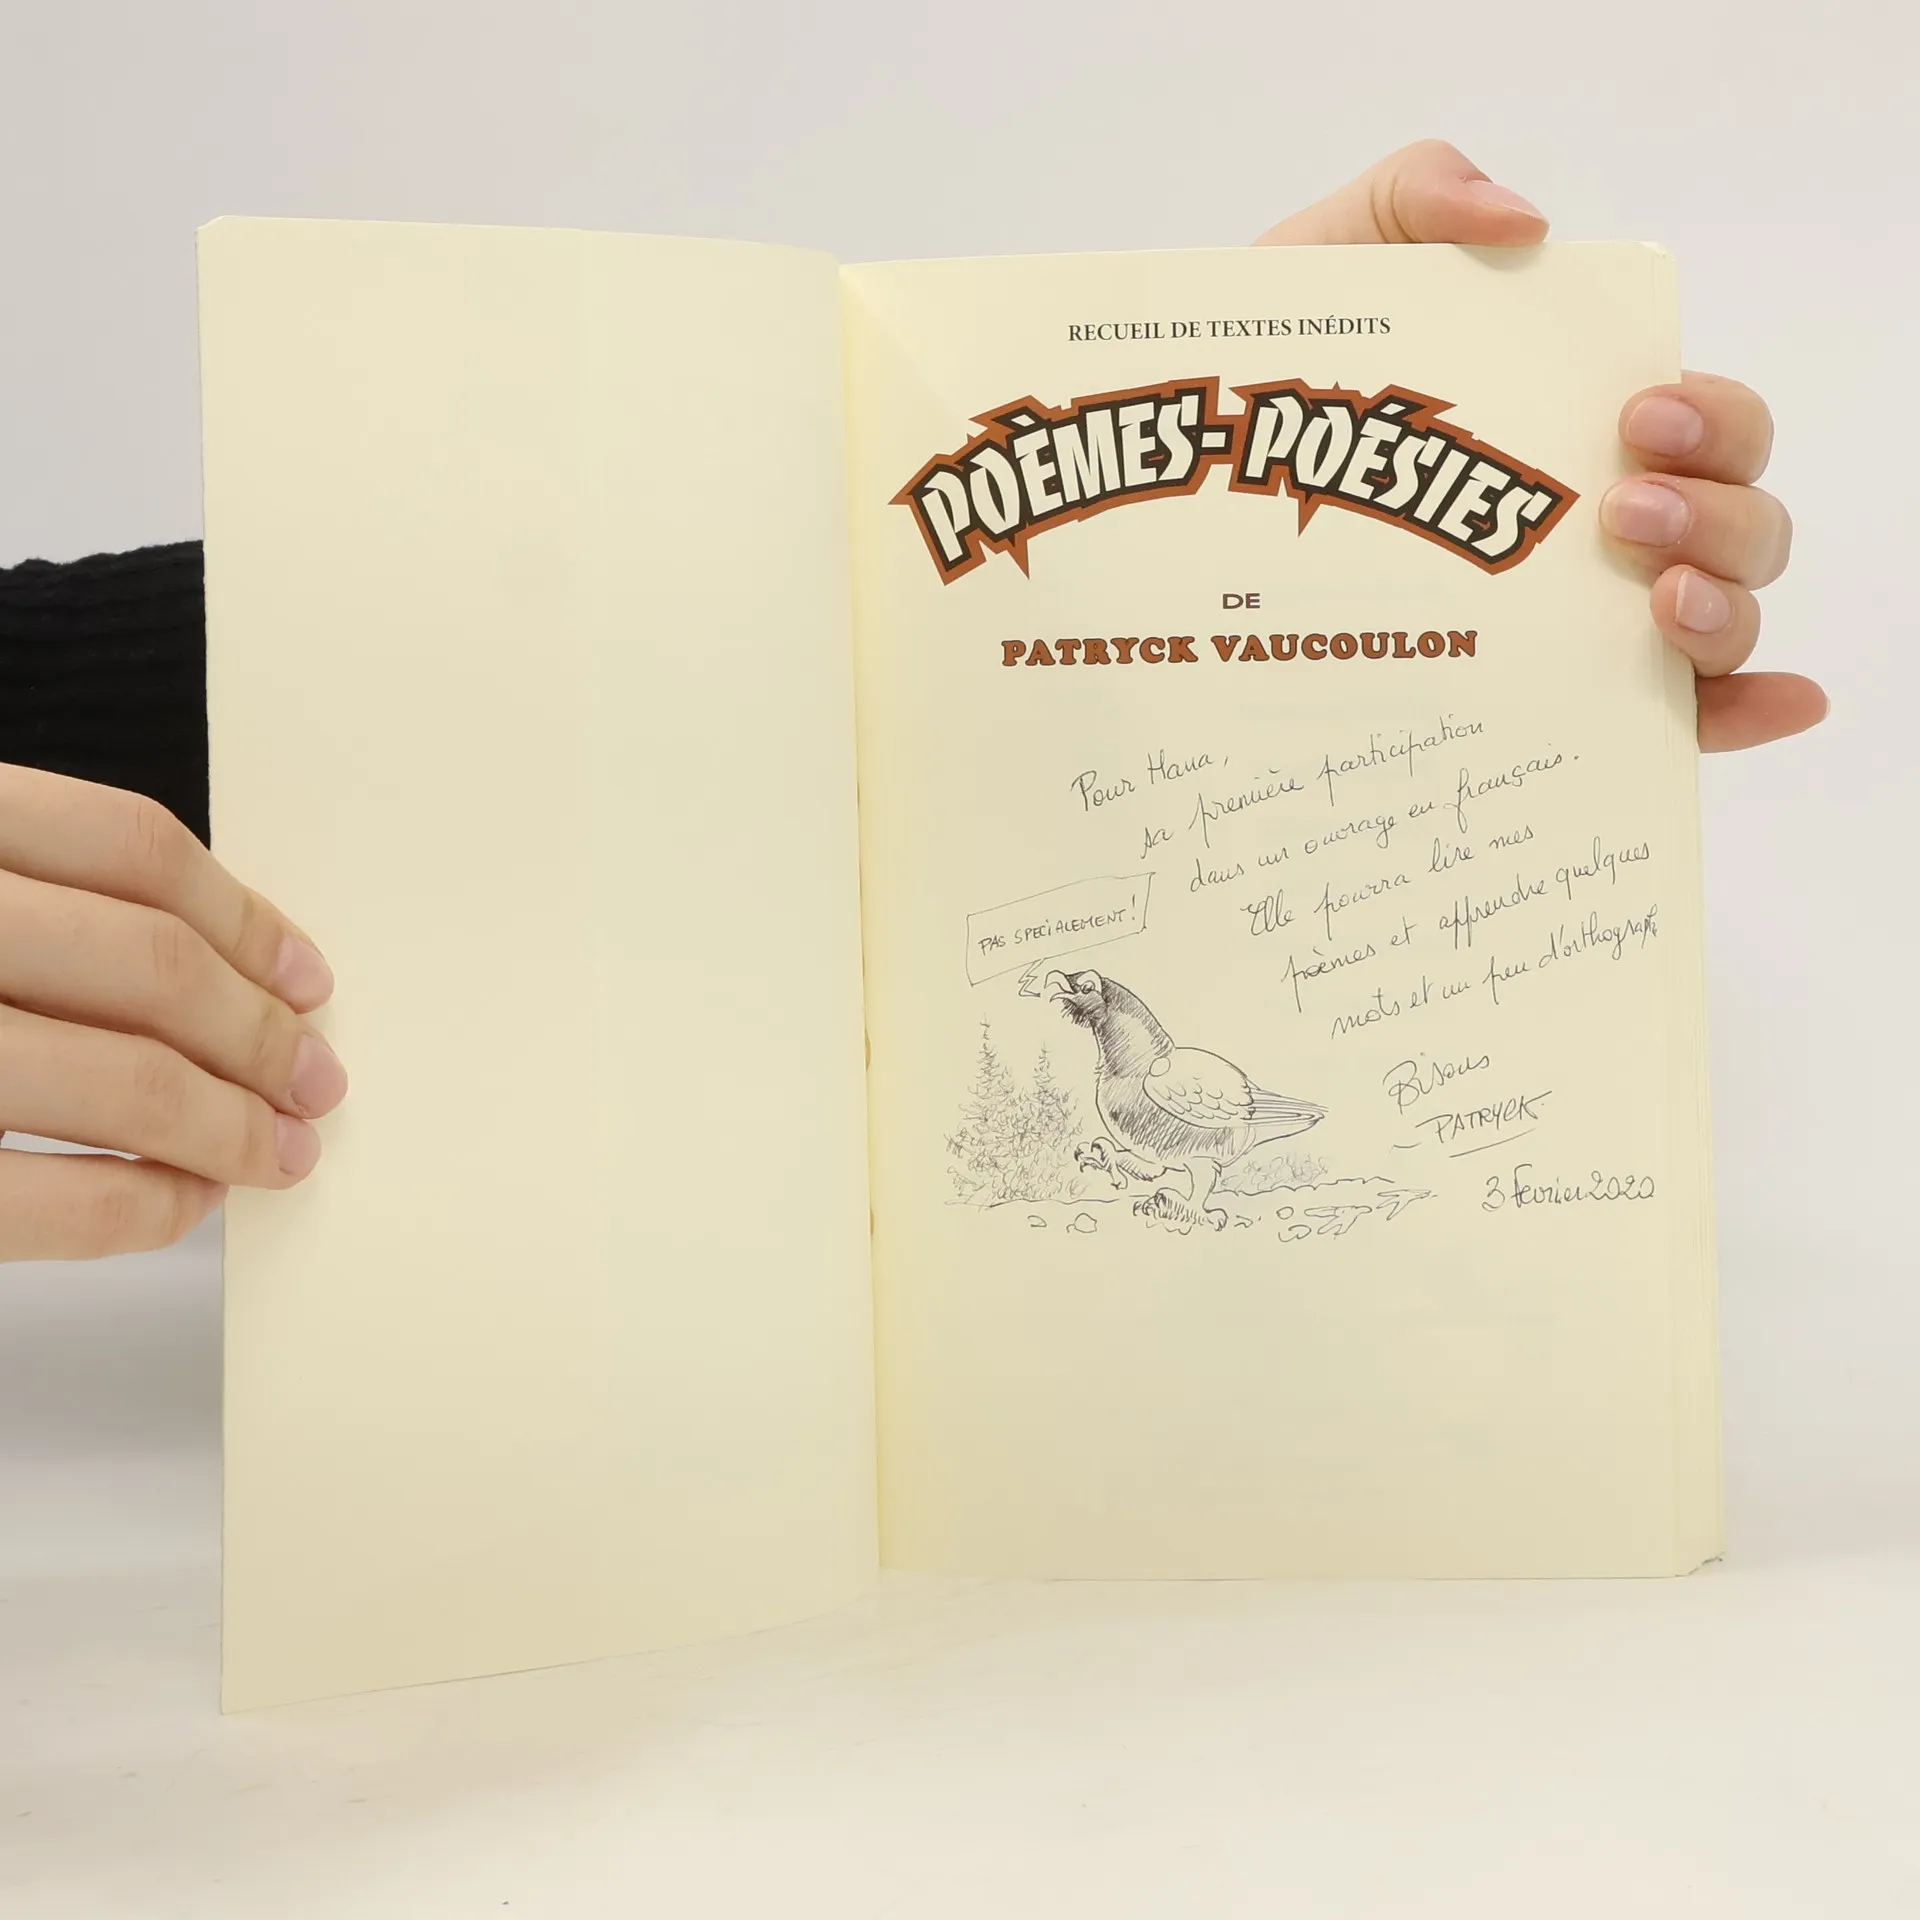 RECUEIL DE TEXTES INÉDITS
POÈMES-POÉSIES
DE
PATRYCK VAUCOULON
Pour Hana,
sa première participation
dans un ouvrage en français.
Elle pourra lire mes
poèmes et apprendre quelques
mots et un peu d'orthographe
PAS SPECIALEMENT!
Bisous
PATRYCK
3 Février 2020